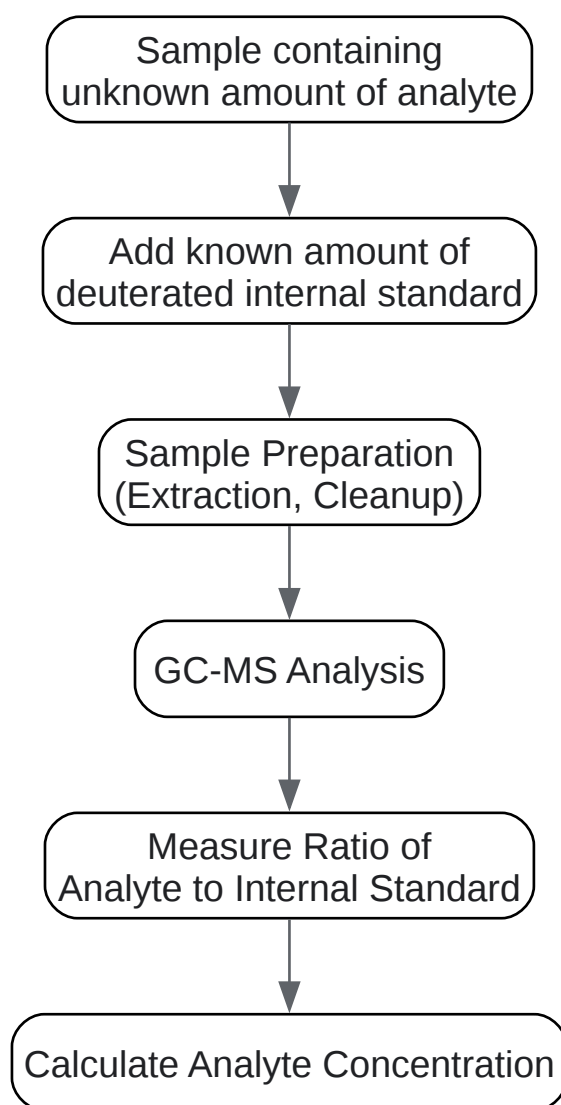 Sample containing
unknown amount of analyte
Add known amount of
deuterated internal standard
Sample Preparation
(Extraction, Cleanup)
GC-MS Analysis
Measure Ratio of
Analyte to Internal Standard
Calculate Analyte Concentration